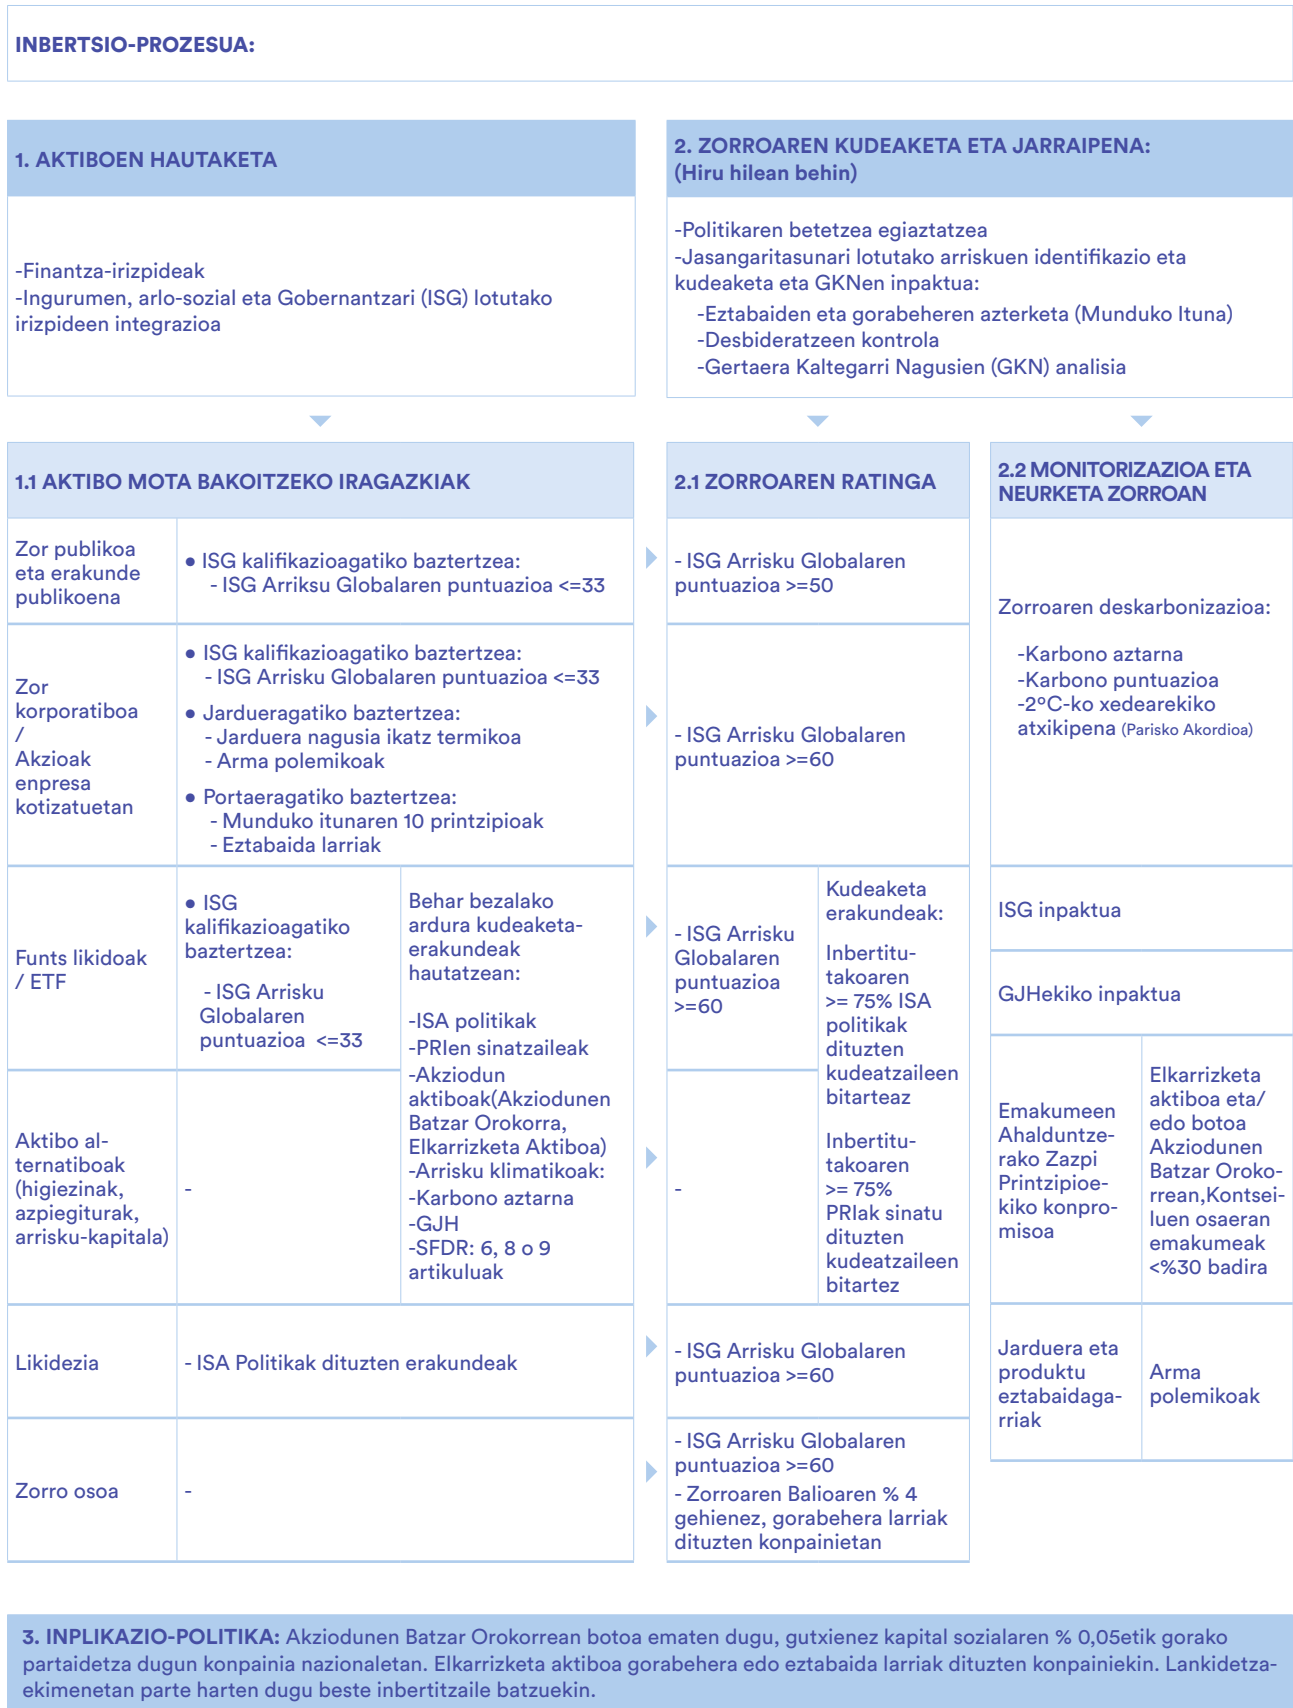 INBERTSIO-PROZESUA:
1. AKTIBOEN HAUTAKETA
-Finantza-irizpideak
-Ingurumen, arlo-sozial eta Gobernantzari (ISG) lotutako
irizpideen integrazioa
2. ZORROAREN KUDEAKETA ETA JARRAIPENA:
(Hiru hilean behin)
-Politikaren betetzea egiaztatzea
-Jasangaritasunari lotutako arriskuen identifikazio eta
kudeaketa eta GKNen inpaktua:
-Eztabaiden eta gorabeheren azterketa (Munduko Ituna)
-Desbideratzeen kontrola
-Gertaera Kaltegarri Nagusien (GKN) analisia
1.1 AKTIBO MOTA BAKOITZEKO IRAGAZKIAK
Zor publikoa
eta erakunde
publikoena
● ISG kalifikazioagatiko baztertzea:
- ISG Arriksu Globalaren puntuazioa <=33
Zor
korporatiboa
/
Akzioak
enpresa
kotizatuetan
● ISG kalifikazioagatiko baztertzea:
- ISG Arrisku Globalaren puntuazioa <=33
● Jardueragatiko baztertzea:
- Jarduera nagusia ikatz termikoa
- Arma polemikoak
● Portaeragatiko baztertzea:
- Munduko itunaren 10 printzipioak
- Eztabaida larriak
Funts likidoak
/ ETF
● ISG
kalifikazioagatiko
baztertzea:
- ISG Arrisku
Globalaren
puntuazioa <=33
Behar bezalako
ardura kudeaketa-
erakundeak
hautatzean:
-ISA politikak
-PRIen sinatzaileak
-Akziodun
aktiboak(Akziodunen
Batzar Orokorra,
Elkarrizketa Aktiboa)
-Arrisku klimatikoak:
-Karbono aztarna
-GJH
-SFDR: 6, 8 o 9
artikuluak
Aktibo al-
ternatiboak
(higiezinak,
azpiegiturak,
arrisku-kapitala)
-
Likidezia
- ISA Politikak dituzten erakundeak
Zorro osoa
-
2.1 ZORROAREN RATINGA
- ISG Arrisku Globalaren
puntuazioa >=50
- ISG Arrisku Globalaren
puntuazioa >=60
- ISG Arrisku
Globalaren
puntuazioa
>=60
Kudeaketa
erakundeak:
Inbertitu-
takoaren
>= 75% ISA
politikak
dituzten
kudeatzaileen
bitarteaz
Inbertitu-
takoaren
>= 75%
PRIak sinatu
dituzten
kudeatzaileen
bitartez
-
- ISG Arrisku Globalaren
puntuazioa >=60
- ISG Arrisku Globalaren
puntuazioa >=60
- Zorroaren Balioaren % 4
gehienez, gorabehera larriak
dituzten konpainietan
2.2 MONITORIZAZIOA ETA
NEURKETA ZORROAN
Zorroaren deskarbonizazioa:
-Karbono aztarna
-Karbono puntuazioa
-2ºC-ko xedearekiko
atxikipena (Parisko Akordioa)
ISG inpaktua
GJHekiko inpaktua
Emakumeen
Ahalduntze-
rako Zazpi
Printzipioe-
kiko konpro-
misoa
Elkarrizketa
aktiboa eta/
edo botoa
Akziodunen
Batzar Oroko-
rrean,Kontsei-
luen osaeran
emakumeak
<%30 badira
Jarduera eta
produktu
eztabaidaga-
rriak
Arma
polemikoak
3. INPLIKAZIO-POLITIKA: Akziodunen Batzar Orokorrean botoa ematen dugu, gutxienez kapital sozialaren % 0,05etik gorako
partaidetza dugun konpainia nazionaletan. Elkarrizketa aktiboa gorabehera edo eztabaida larriak dituzten konpainiekin. Lankidetza-
ekimenetan parte harten dugu beste inbertitzaile batzuekin.